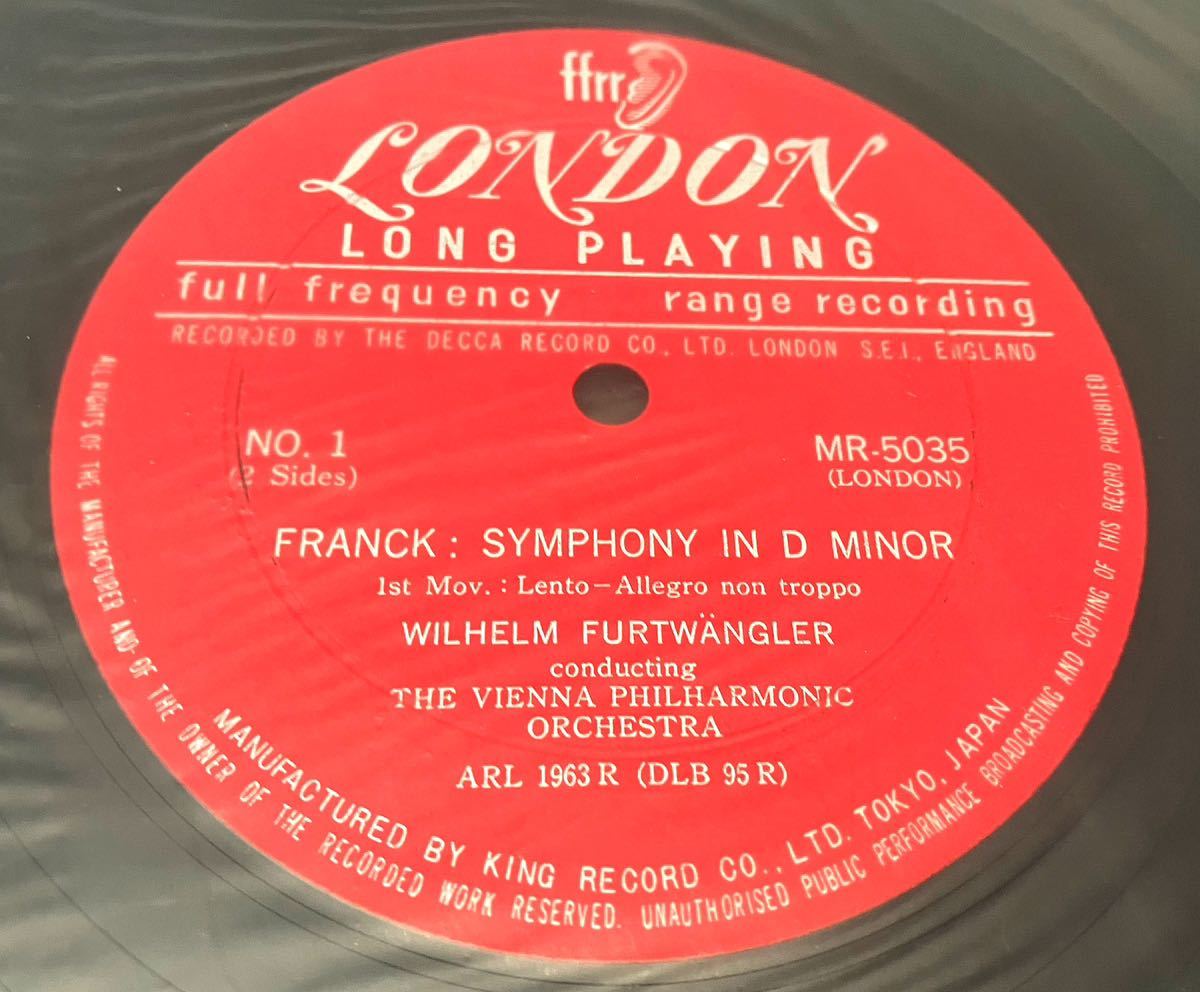 ffrr
LONDON
LONG PLAYING
full frequency range recording
RECORDED BY THE DECCA RECORD CO., LTD. LONDON S.E.1., ENGLAND
NO. 1
(2 Sides)
MR-5035
(LONDON)
FRANCK : SYMPHONY IN D MINOR
1st Mov. : Lento—Allegro non troppo
WILHELM FURTWÄNGLER
conducting
THE VIENNA PHILHARMONIC
ORCHESTRA
ARL 1963 R (DLB 95 R)
MANUFACTURED BY KING RECORD CO., LTD. TOKYO, JAPAN
ALL RIGHTS OF THE MANUFACTURER AND OF THE OWNER OF THE RECORDED WORK RESERVED. UNAUTHORISED PUBLIC PERFORMANCE BROADCASTING AND COPYING OF THIS RECORD PROHIBITED